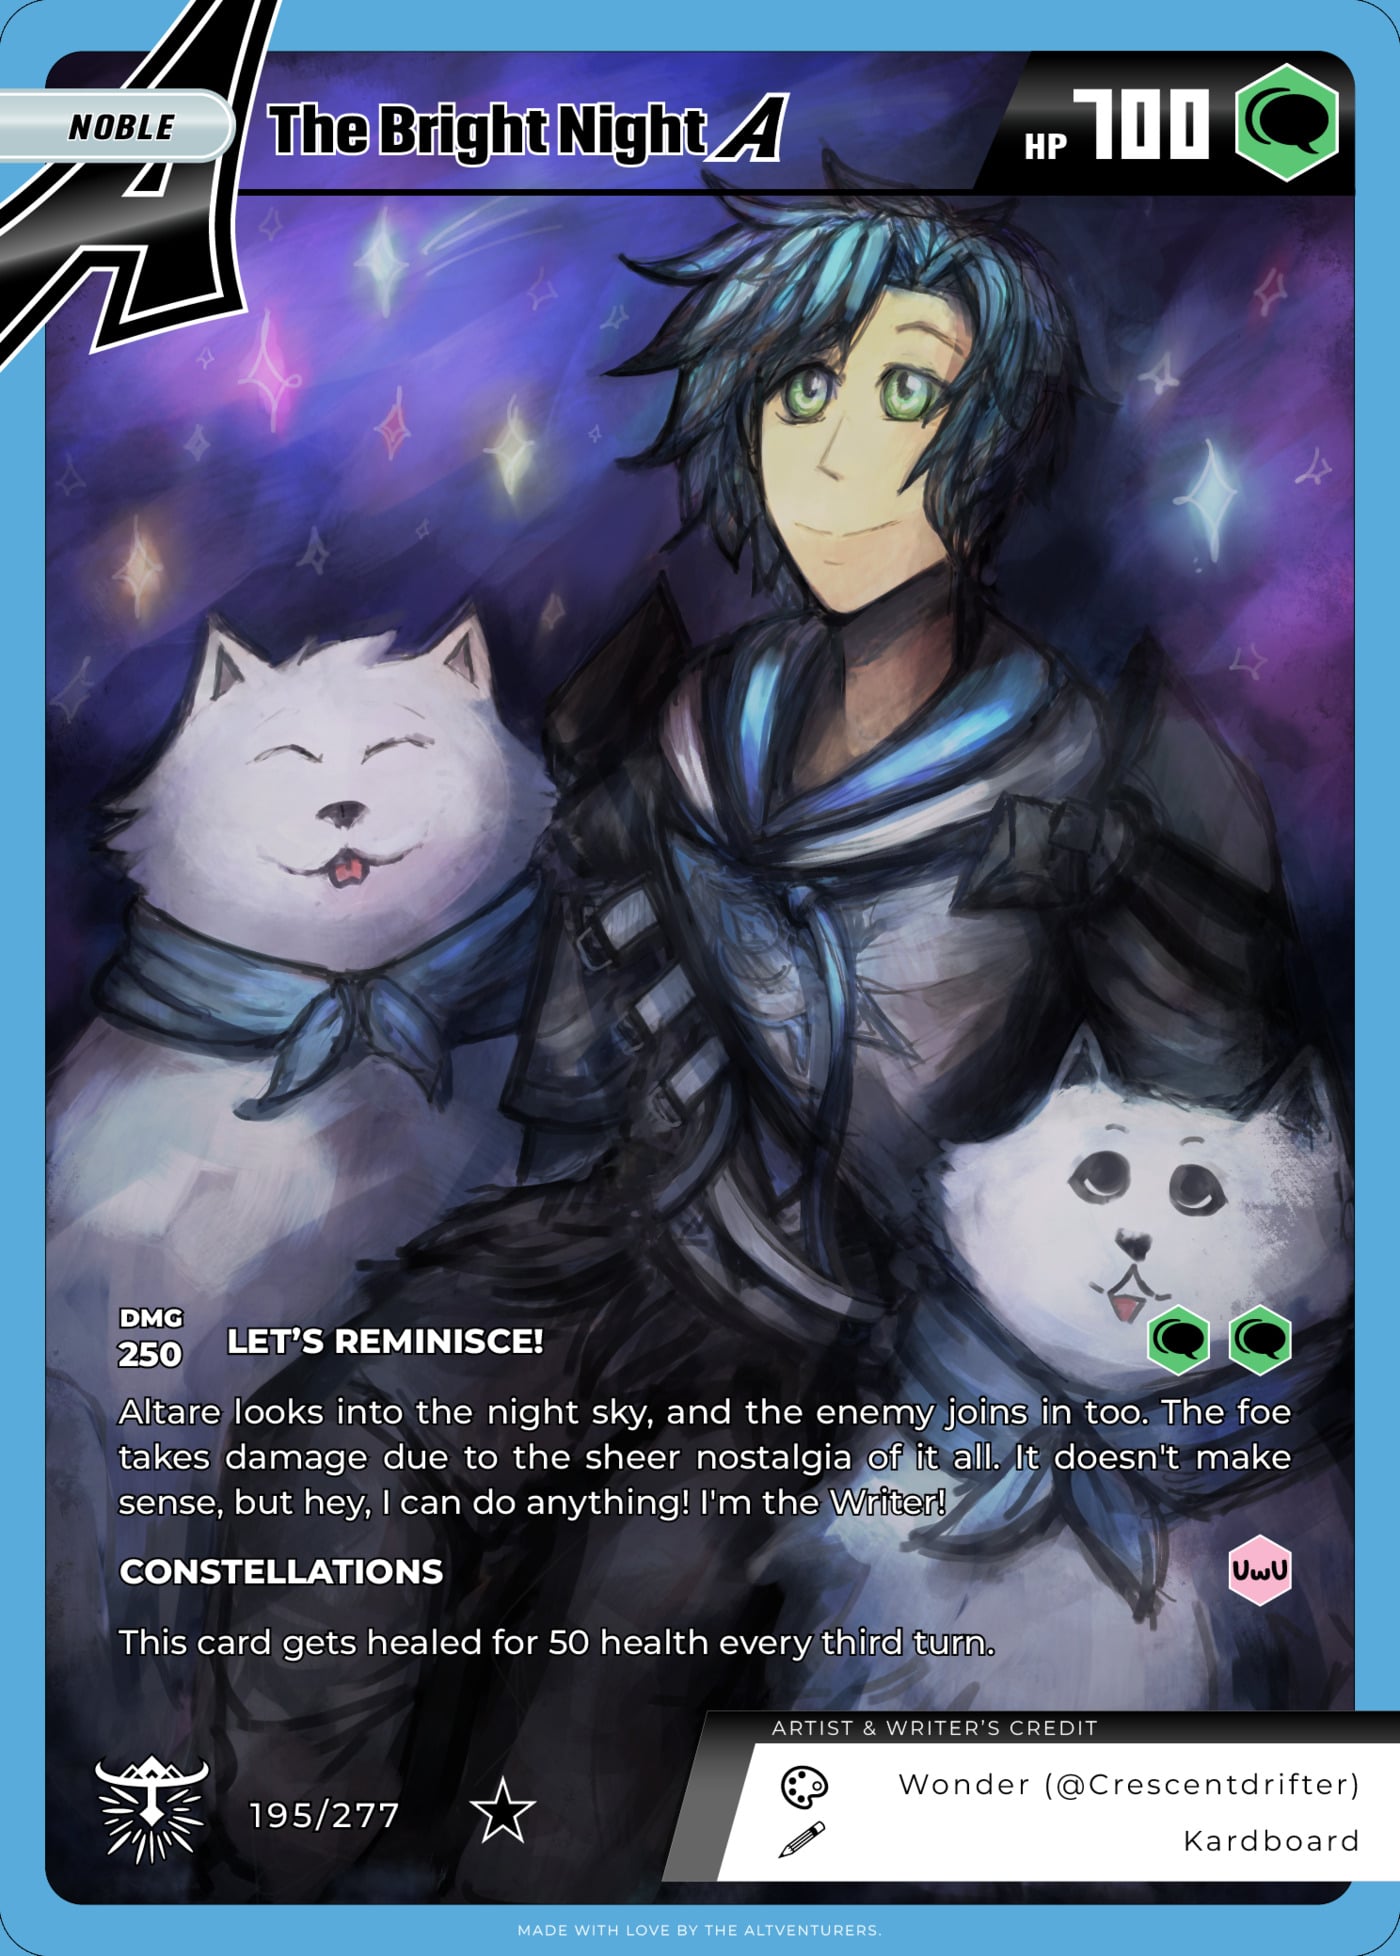 NOBLE
The Bright Night A
HP 700
DMG
250
LET'S REMINISCE!
Altare looks into the night sky, and the enemy joins in too. The foe
takes damage due to the sheer nostalgia of it all. It doesn't make
sense, but hey, I can do anything! I'm the Writer!
CONSTELLATIONS
UwU
This card gets healed for 50 health every third turn.
ARTIST & WRITER'S CREDIT
Wonder (@Crescentdrifter)
195/277
Kardboard
MADE WITH LOVE BY THE ALTVENTURERS.